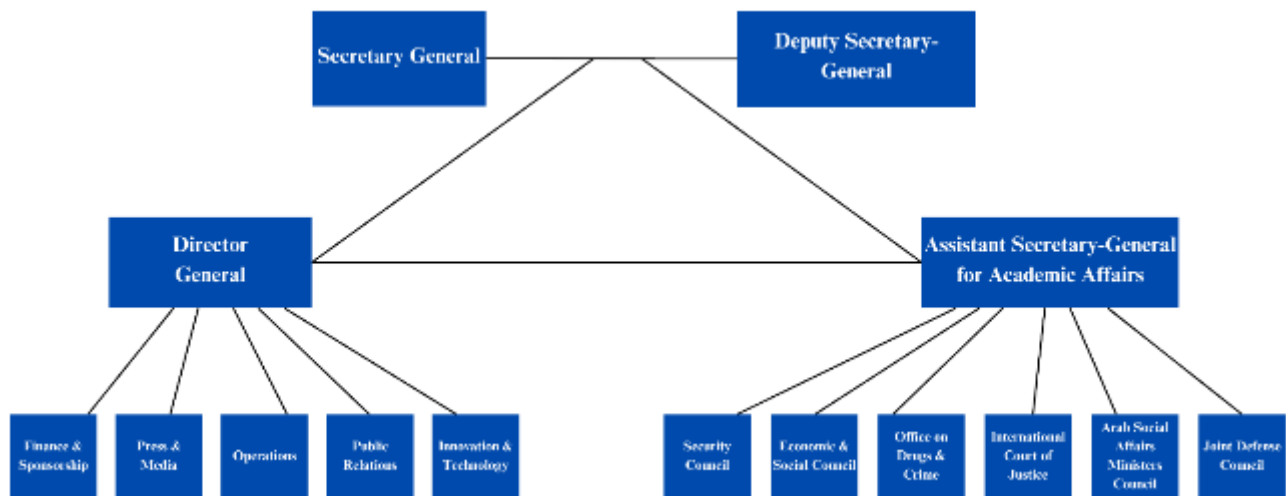 Secretary General
Deputy Secretary-
General
Director
General
Assistant Secretary-General
for Academic Affairs
Finance &
Sponsorship
Press &
Media
Operations
Public
Relations
Innovation &
Technology
Security
Council
Economic &
Social Council
Office on
Drugs &
Crime
International
Court of
Justice
Arab Social
Affairs
Ministers
Council
Joint Defense
Council